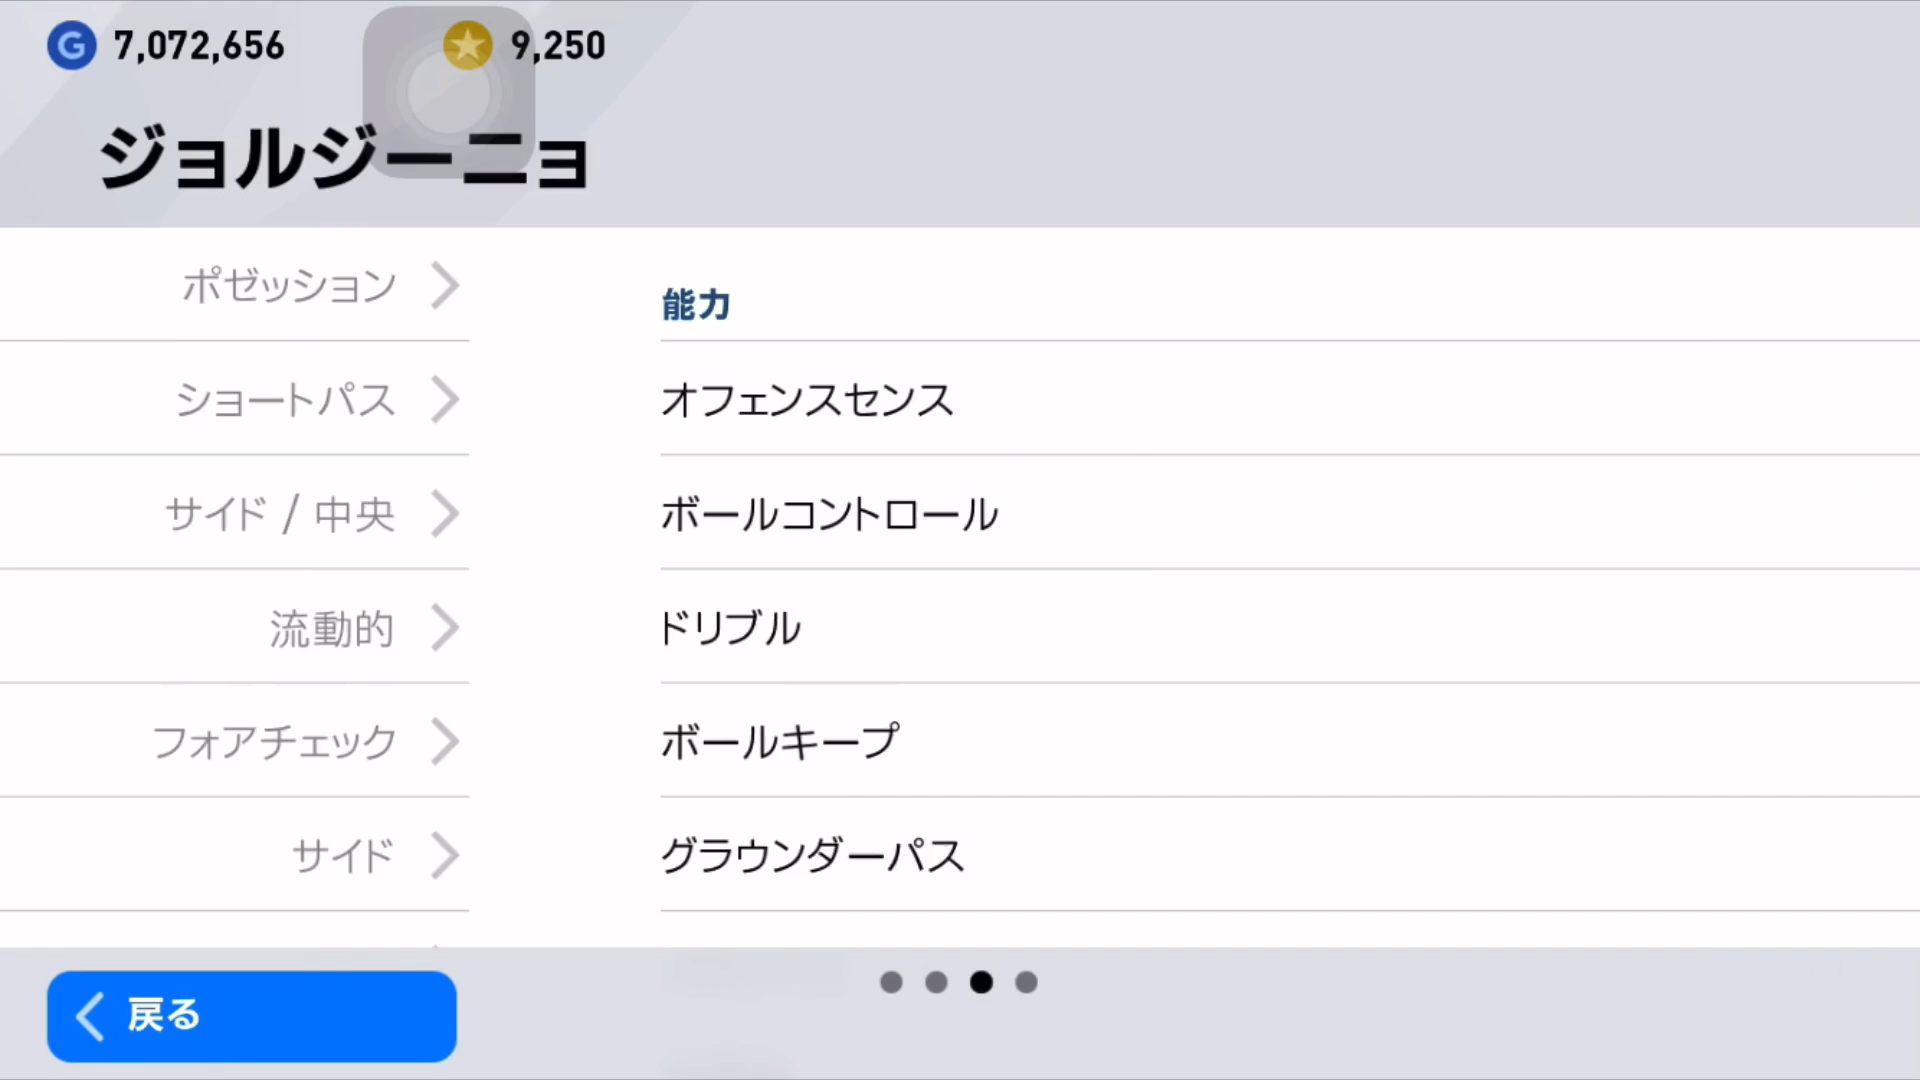 G 7,072,656 9,250
ジョルジーニョ
ポゼッション
ショートパス
サイド / 中央
流動的
フォアチェック
サイド
能力
オフェンスセンス
ボールコントロール
ドリブル
ボールキープ
グラウンダーパス
戻る